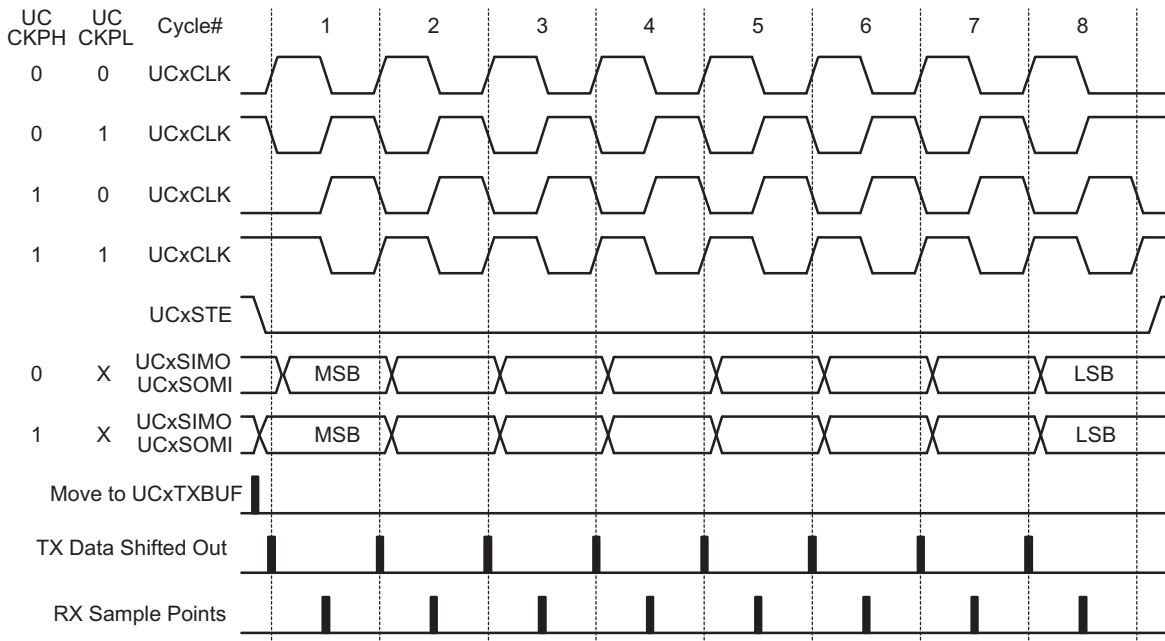 UC CKPH UC CKPL Cycle# 1 2 3 4 5 6 7 8
0 0 UCxCLK
0 1 UCxCLK
1 0 UCxCLK
1 1 UCxCLK
UCxSTE
0 X UCxSIMO UCxSOMI MSB LSB
1 X UCxSIMO UCxSOMI MSB LSB
Move to UCxTXBUF
TX Data Shifted Out
RX Sample Points